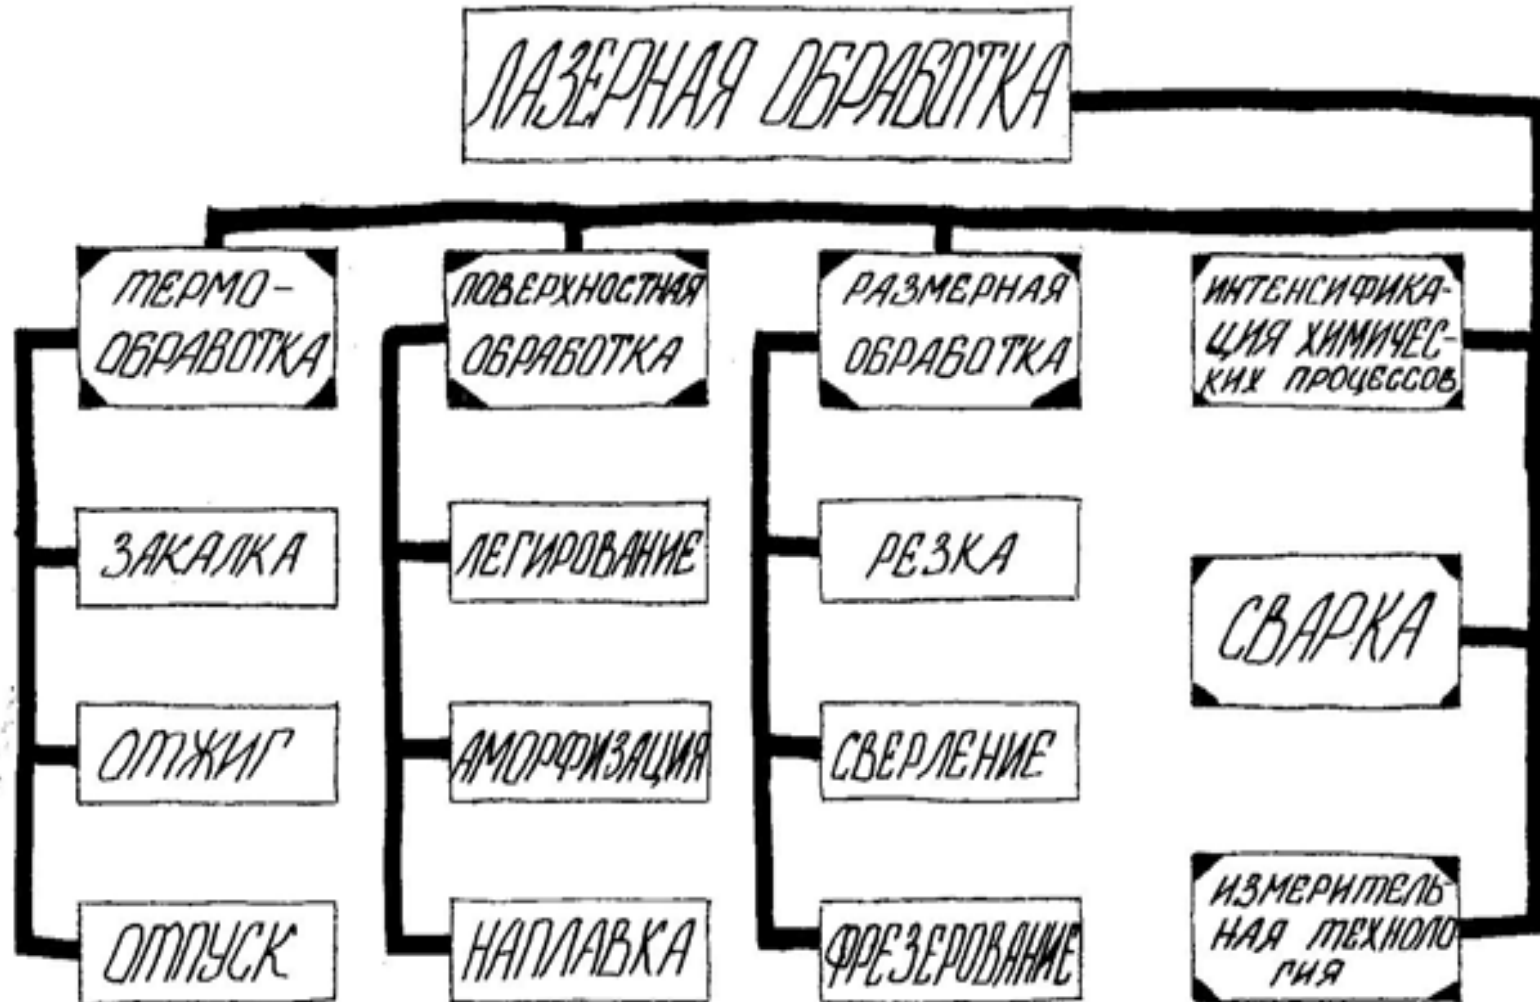 ЛАЗЕРНАЯ ОБРАБОТКА
ТЕРМО-
ОБРАБОТКА
ПОВЕРХНОСТНАЯ
ОБРАБОТКА
РАЗМЕРНАЯ
ОБРАБОТКА
ИНТЕНСИФИКА-
ЦИЯ ХИМИЧЕС-
КИХ ПРОЦЕССОВ
ЗАКАЛКА
ЛЕГИРОВАНИЕ
РЕЗКА
СВАРКА
ОТЖИГ
АМОРФИЗАЦИЯ
СВЕРЛЕНИЕ
ОТПУСК
НАПЛАВКА
ФРЕЗЕРОВАНИЕ
ИЗМЕРИТЕЛЬ-
НАЯ ТЕХНОЛО
ГИЯ